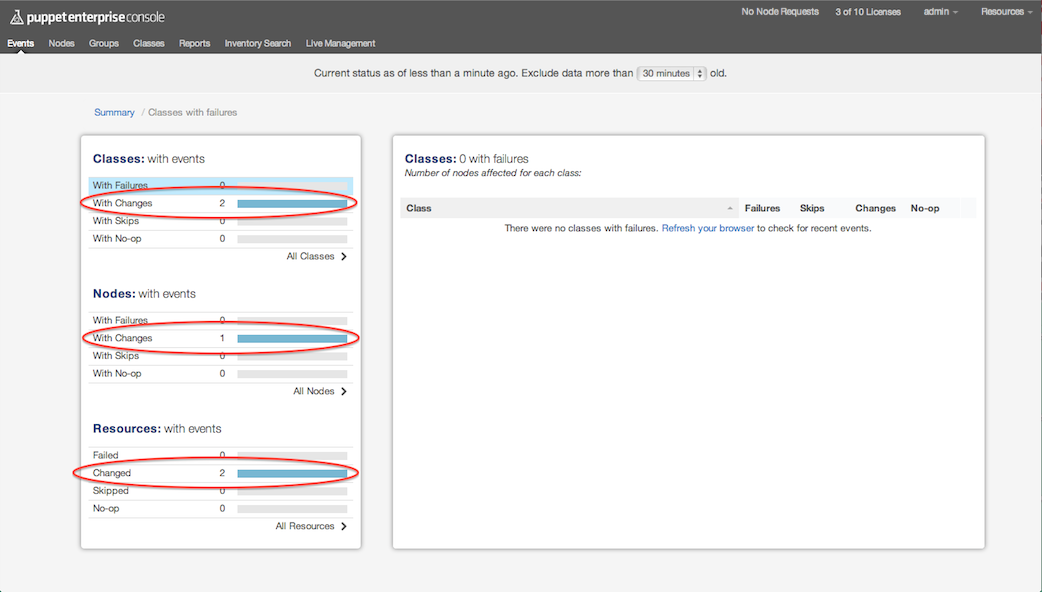 puppet enterprise console
No Node Requests 3 of 10 Licenses admin Resources
Events Nodes Groups Classes Reports Inventory Search Live Management
Current status as of less than a minute ago. Exclude data more than 30 minutes old.
Summary / Classes with failures
Classes: with events
With Failures 0
With Changes 2
With Skips 0
With No-op 0
All Classes
Nodes: with events
With Failures 0
With Changes 1
With Skips 0
With No-op 0
All Nodes
Resources: with events
Failed 0
Changed 2
Skipped 0
No-op 0
All Resources
Classes: 0 with failures
Number of nodes affected for each class:
Class Failures Skips Changes No-op
There were no classes with failures. Refresh your browser to check for recent events.